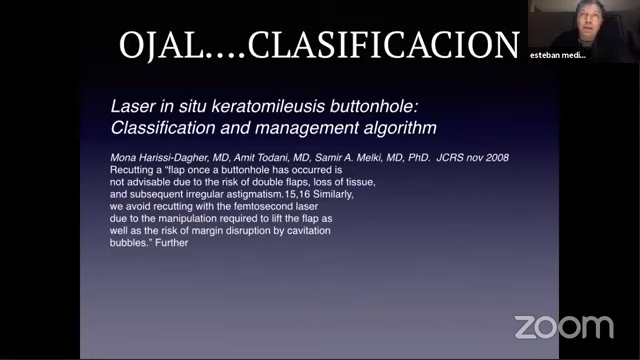 OJAL....CLASIFICACION
esteban medi...
Laser in situ keratomileusis buttonhole:
Classification and management algorithm
Mona Harissi-Dagher, MD, Amit Todani, MD, Samir A. Melki, MD, PhD.  JCRS nov 2008
Recutting a “flap once a buttonhole has occurred is
not advisable due to the risk of double flaps, loss of tissue,
and subsequent irregular astigmatism.15,16 Similarly,
we avoid recutting with the femtosecond laser
due to the manipulation required to lift the flap as
well as the risk of margin disruption by cavitation
bubbles.” Further
zoom